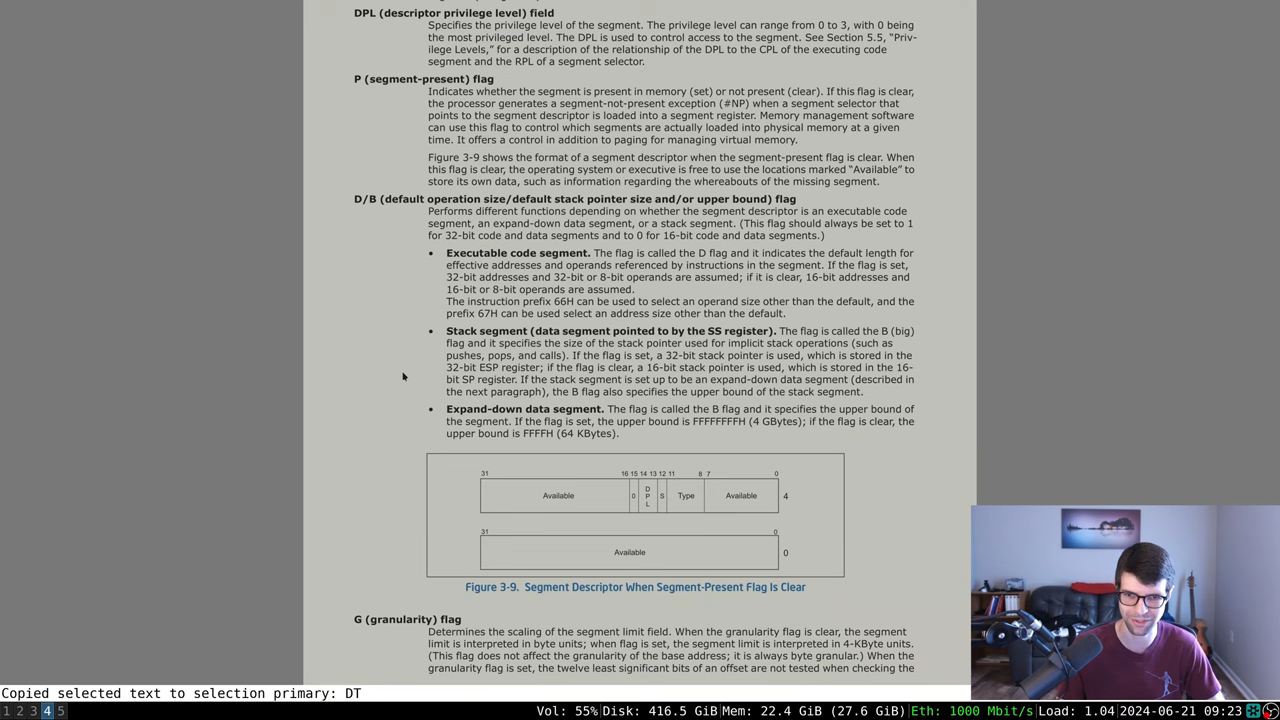 DPL (descriptor privilege level) field
Specifies the privilege level of the segment. The privilege level can range from 0 to 3, with 0 being
the most privileged level. The DPL is used to control access to the segment. See Section 5.5, “Priv-
ilege Levels,” for a description of the relationship of the DPL to the CPL of the executing code
segment and the RPL of a segment selector.
P (segment-present) flag
Indicates whether the segment is present in memory (set) or not present (clear). If this flag is clear,
the processor generates a segment-not-present exception (#NP) when a segment selector that
points to the segment descriptor is loaded into a segment register. Memory management software
can use this flag to control which segments are actually loaded into physical memory at a given
time. It offers a control in addition to paging for managing virtual memory.
Figure 3-9 shows the format of a segment descriptor when the segment-present flag is clear. When
this flag is clear, the operating system or executive is free to use the locations marked “Available” to
store its own data, such as information regarding the whereabouts of the missing segment.
D/B (default operation size/default stack pointer size and/or upper bound) flag
Performs different functions depending on whether the segment descriptor is an executable code
segment, an expand-down data segment, or a stack segment. (This flag should always be set to 1
for 32-bit code and data segments and to 0 for 16-bit code and data segments.)
• Executable code segment. The flag is called the D flag and it indicates the default length for
effective addresses and operands referenced by instructions in the segment. If the flag is set,
32-bit addresses and 32-bit or 8-bit operands are assumed; if it is clear, 16-bit addresses and
16-bit or 8-bit operands are assumed.
The instruction prefix 66H can be used to select an operand size other than the default, and the
prefix 67H can be used select an address size other than the default.
• Stack segment (data segment pointed to by the SS register). The flag is called the B (big)
flag and it specifies the size of the stack pointer used for implicit stack operations (such as
pushes, pops, and calls). If the flag is set, a 32-bit stack pointer is used, which is stored in the
32-bit ESP register; if the flag is clear, a 16-bit stack pointer is used, which is stored in the 16-
bit SP register. If the stack segment is set up to be an expand-down data segment (described in
the next paragraph), the B flag also specifies the upper bound of the stack segment.
• Expand-down data segment. The flag is called the B flag and it specifies the upper bound of
the segment. If the flag is set, the upper bound is FFFFFFFFH (4 GBytes); if the flag is clear, the
upper bound is FFFFH (64 KBytes).
31 16 15 14 13 12 11 8 7 0
Available 0 D P L S Type Available 4
31 0
Available 0
Figure 3-9. Segment Descriptor When Segment-Present Flag Is Clear
G (granularity) flag
Determines the scaling of the segment limit field. When the granularity flag is clear, the segment
limit is interpreted in byte units; when flag is set, the segment limit is interpreted in 4-KByte units.
(This flag does not affect the granularity of the base address; it is always byte granular.) When the
granularity flag is set, the twelve least significant bits of an offset are not tested when checking the
Copied selected text to selection primary: DT
1 2 3 4 5 Vol: 55%|Disk: 416.5 GiB|Mem: 22.4 GiB (27.6 GiB)|Eth: 1000 Mbit/s|Load: 1.04|2024-06-21 09:23